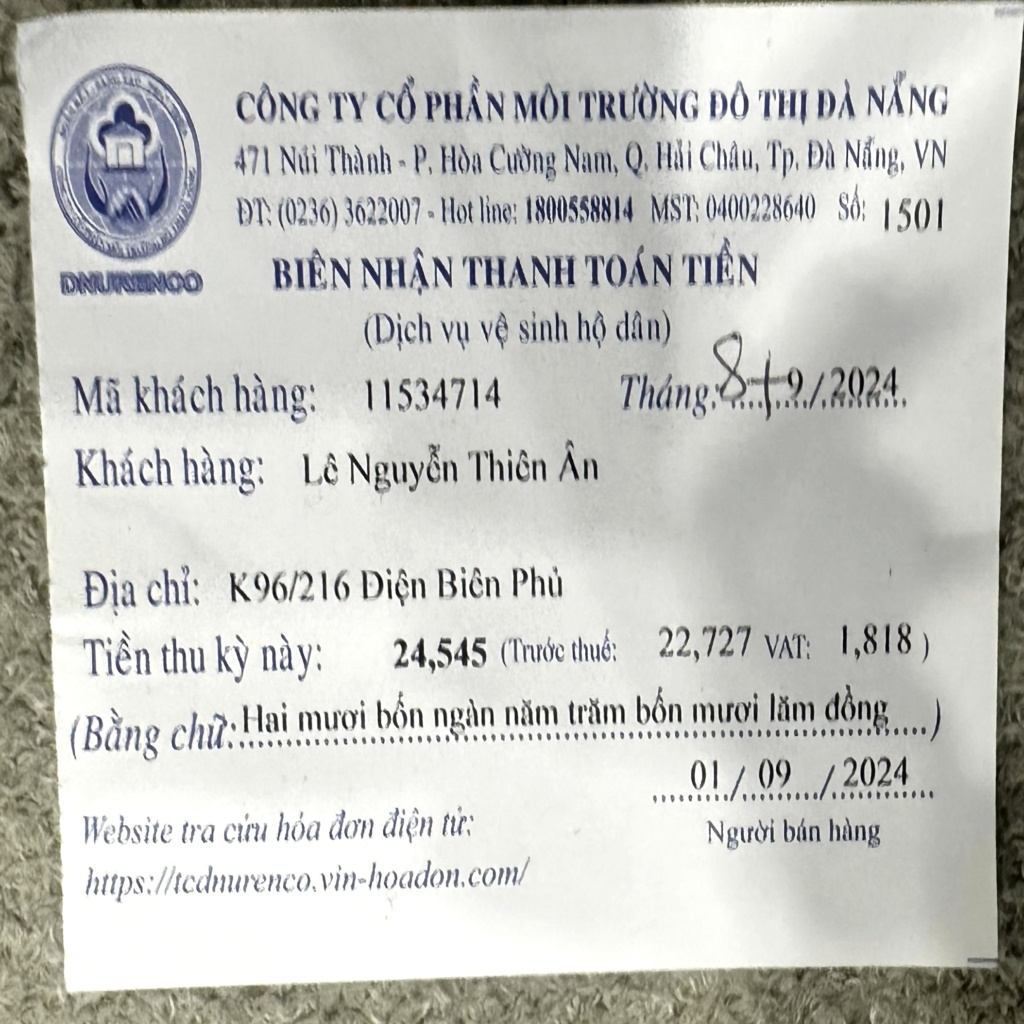 CÔNG TY CỔ PHẦN MÔI TRƯỜNG ĐÔ THỊ ĐÀ NẴNG
471 Núi Thành - P. Hòa Cường Nam, Q. Hải Châu, Tp. Đà Nẵng, VN
ĐT: (0236) 3622007 - Hot line: 1800558814 MST: 0400228640 Số: 1501
DNURENCO
BIÊN NHẬN THANH TOÁN TIỀN
(Dịch vụ vệ sinh hộ dân)
Mã khách hàng: 11534714 Tháng: 8+9/2024
Khách hàng: Lê Nguyễn Thiên Ân
Địa chỉ: K96/216 Điện Biên Phủ
Tiền thu kỳ này: 24,545 (Trước thuế: 22,727 VAT: 1,818 )
(Bằng chữ: Hai mươi bốn ngàn năm trăm bốn mươi lăm đồng)
01 / 09 / 2024
Người bán hàng
Website tra cứu hóa đơn điện tử:
https://tcdnurenco.vin-hoadon.com/